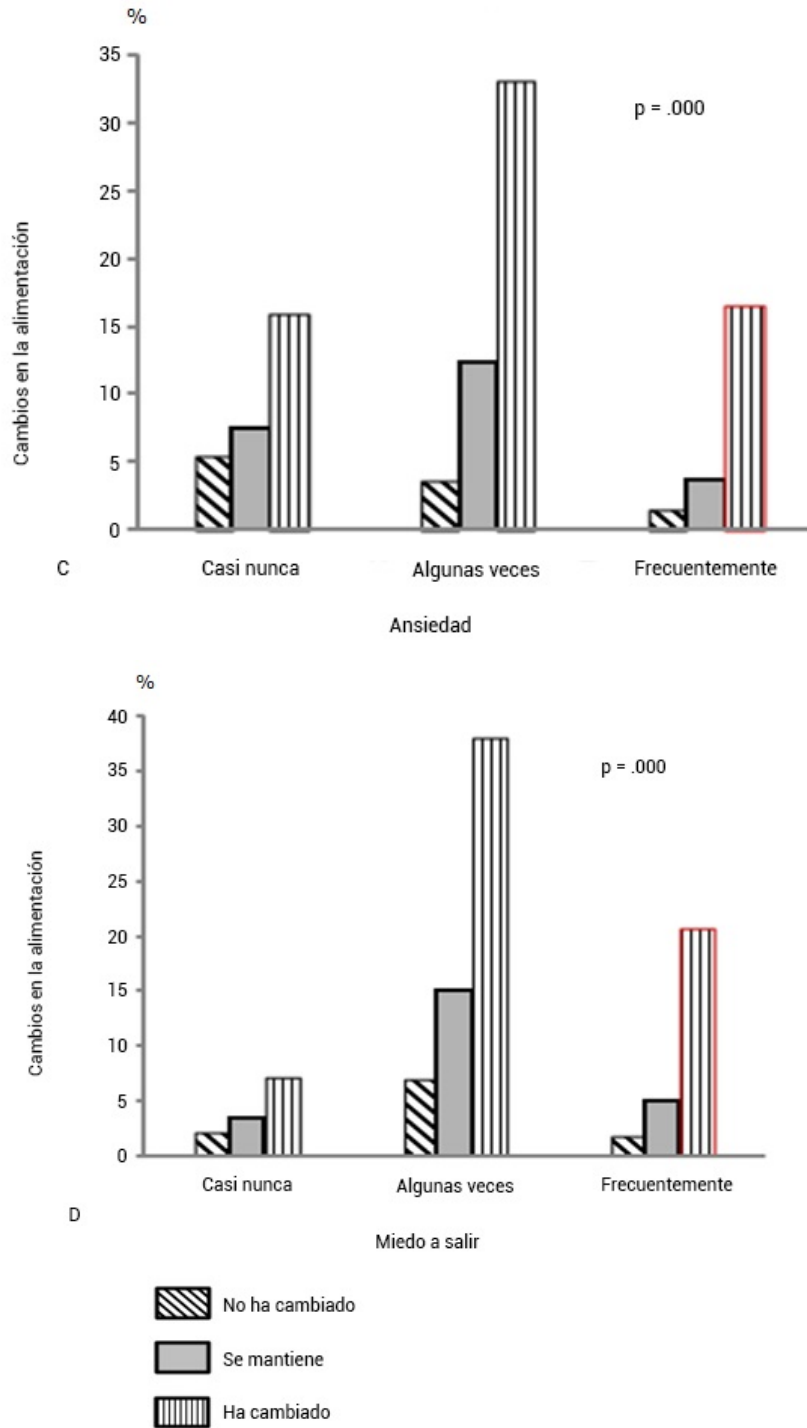 %
35
30
p = .000
25
20
15
10
5
0
Cambios en la alimentación
C Casi nunca Algunas veces Frecuentemente
Ansiedad
%
40
35
p = .000
30
25
20
15
10
5
0
Cambios en la alimentación
Casi nunca Algunas veces Frecuentemente
D
Miedo a salir
No ha cambiado
Se mantiene
Ha cambiado